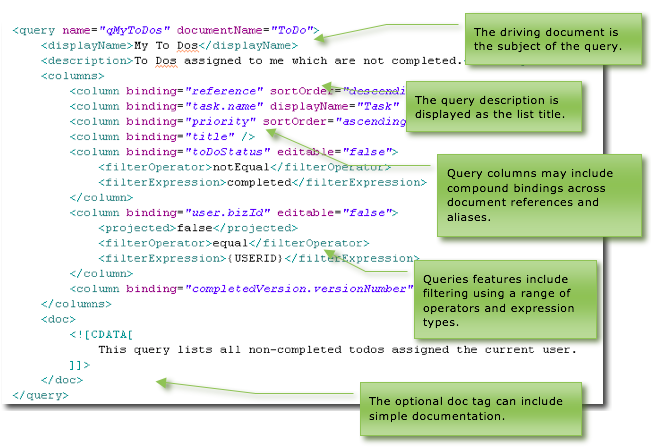 <query name="qMyToDos" documentName="ToDo">
<displayName>My To Dos</displayName>
<description>To Dos assigned to me which are not completed.
<columns>
<column binding="reference" sortOrder="descendi
<column binding="task.name" displayName="Task"
<column binding="priority" sortOrder="ascending
<column binding="title" />
<column binding="toDoStatus" editable="false">
<filterOperator>notEqual</filterOperator>
<filterExpression>completed</filterExpression>
</column>
<column binding="user.bizId" editable="false">
<projected>false</projected>
<filterOperator>equal</filterOperator>
<filterExpression>{USERID}</filterExpression>
</column>
<column binding="completedVersion.versionNumber"
</columns>
<doc>
<![CDATA[
This query lists all non-completed todos assigned the current user.
]]>
</doc>
</query>
The driving document is
the subject of the query.
The query description is
displayed as the list title.
Query columns may include
compound bindings across
document references and
aliases.
Queries features include
filtering using a range of
operators and expression
types.
The optional doc tag can include
simple documentation.